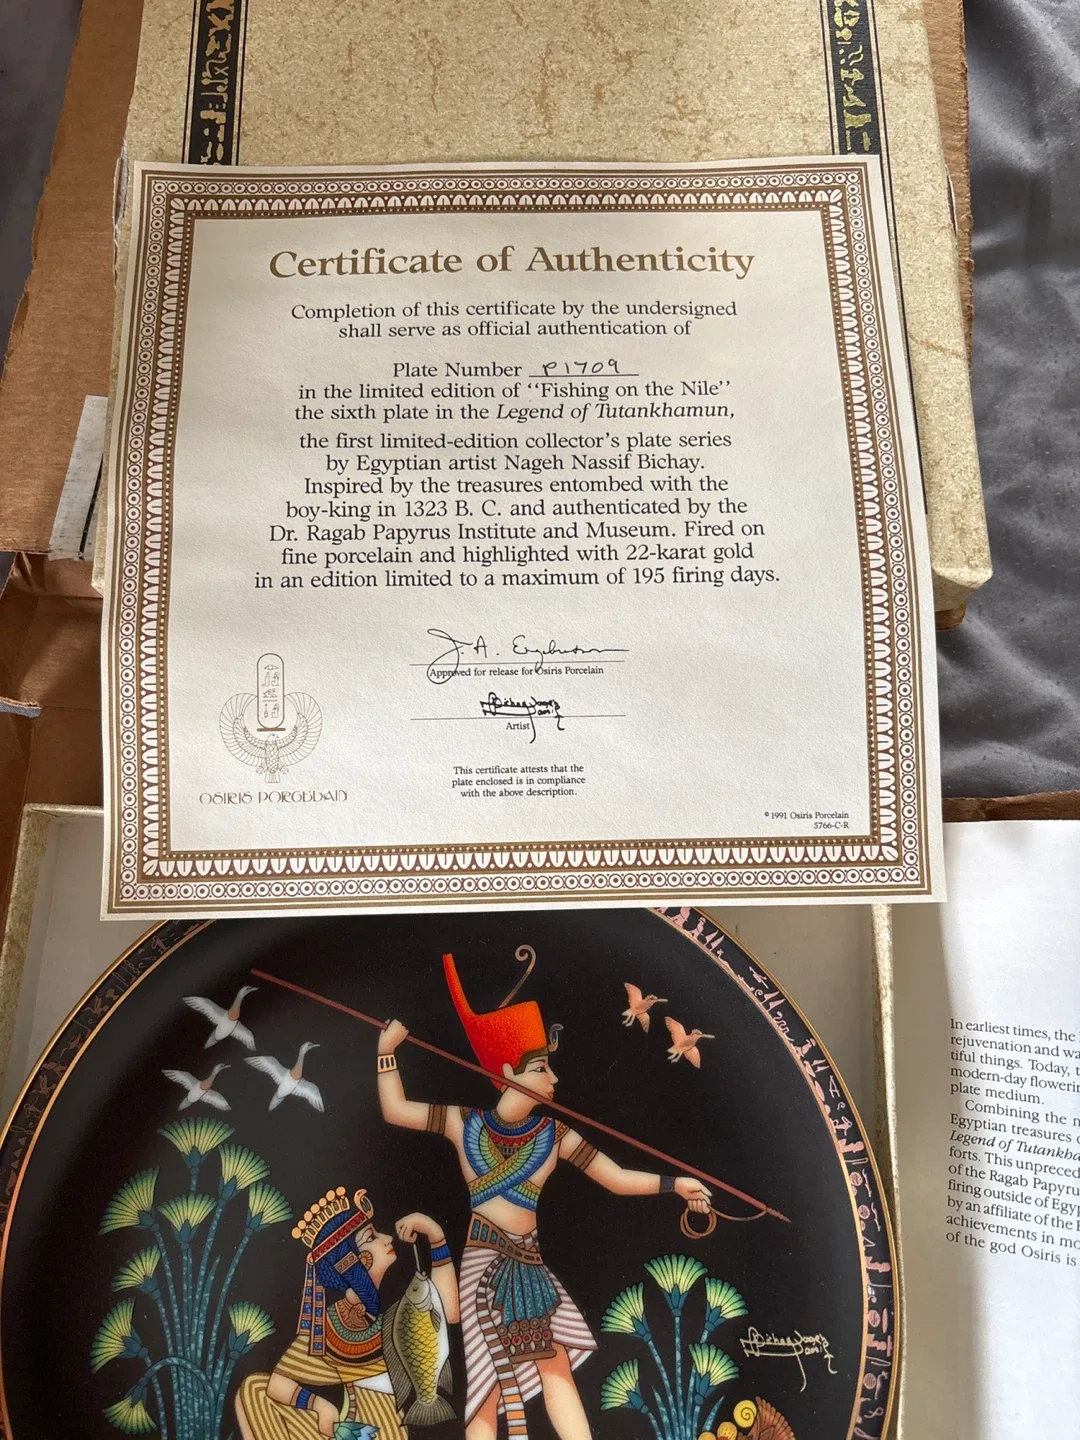 Certificate of Authenticity
Completion of this certificate by the undersigned
shall serve as official authentication of
Plate Number P1709
in the limited edition of "Fishing on the Nile"
the sixth plate in the Legend of Tutankhamun,
the first limited-edition collector's plate series
by Egyptian artist Nageh Nassif Bichay.
Inspired by the treasures entombed with the
boy-king in 1323 B. C. and authenticated by the
Dr. Ragab Papyrus Institute and Museum. Fired on
fine porcelain and highlighted with 22-karat gold
in an edition limited to a maximum of 195 firing days.
J. A.
Approved for release for Osiris Porcelain
Artist
This certificate attests that the
plate enclosed is in compliance
with the above description.
OSIRIS PORCELAIN
© 1991 Osiris Porcelain
5766-C-R
In earliest times, the
rejuvenation and
tiful things. Today,
modern-day
plate medium.
Combining the
Egyptian treasures
Legend of
forts. This
of the Ragab
firing outside of
by an affiliate of the
achievements in
of the god Osiris is